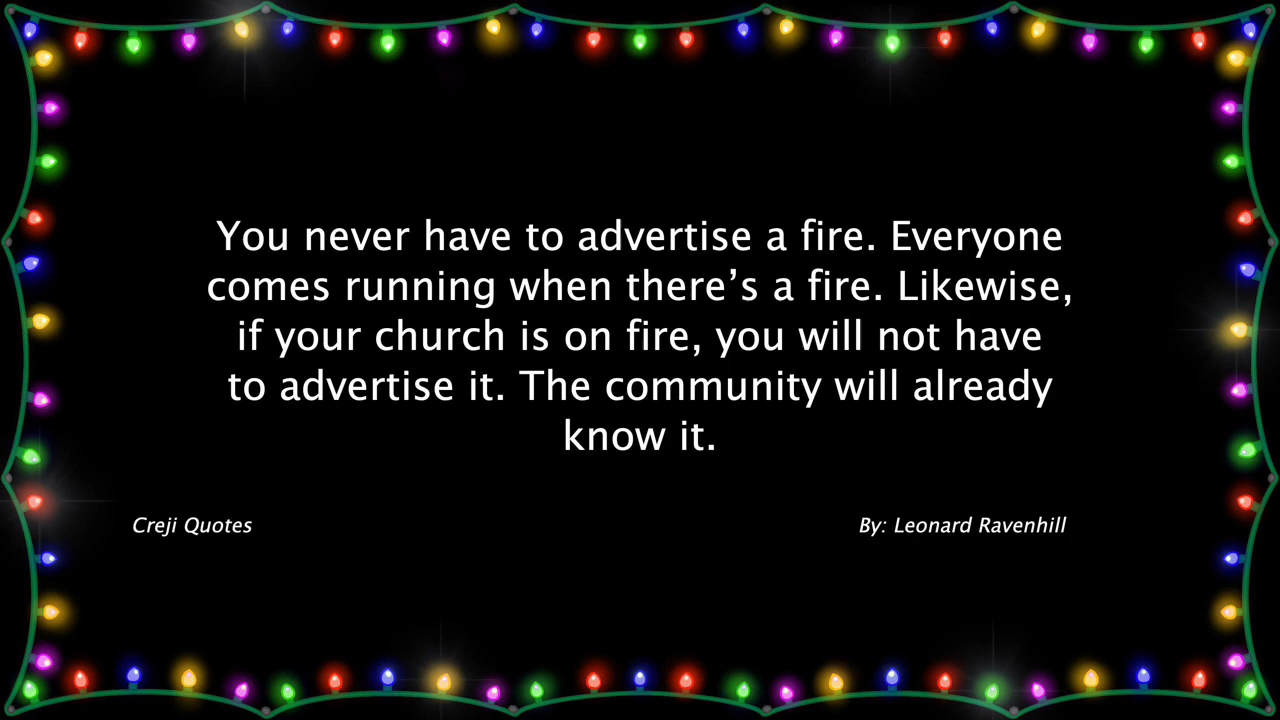 You never have to advertise a fire. Everyone
comes running when there’s a fire. Likewise,
if your church is on fire, you will not have
to advertise it. The community will already
know it.
Creji Quotes
By: Leonard Ravenhill